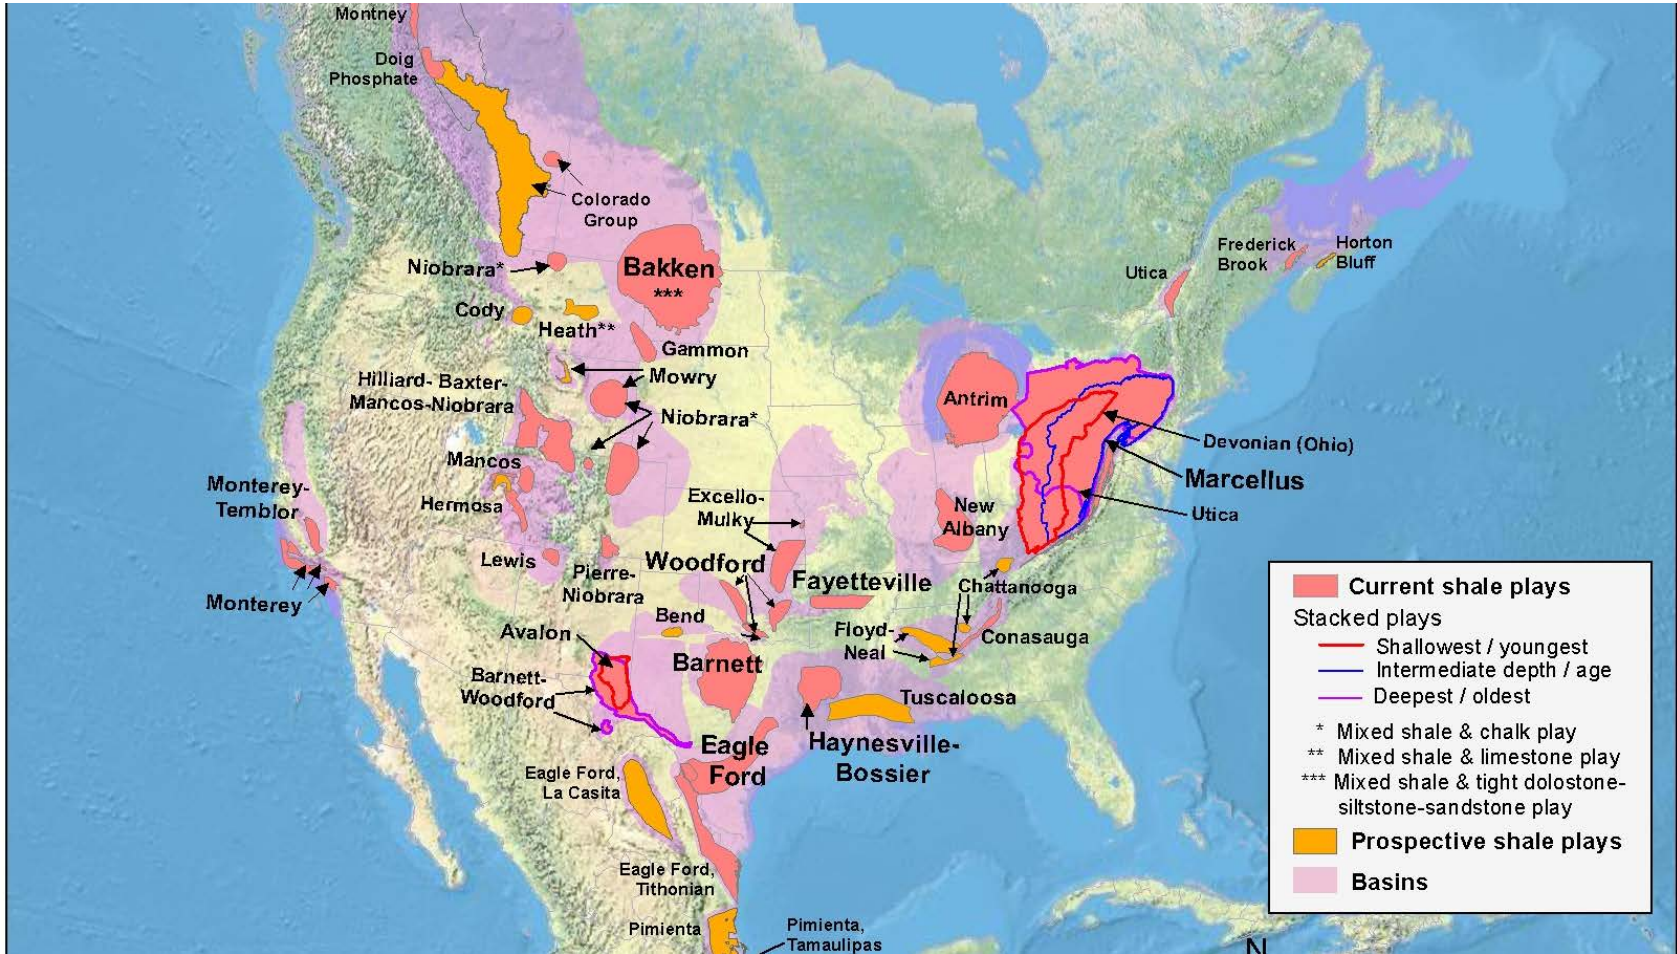 Montney
Doig
Phosphate
Colorado
Group
Niobrara*
Bakken
***
Cody
Heath**
Gammon
Mowry
Hilliard- Baxter-
Mancos-Niobrara
Niobrara*
Mancos
Hermosa
Monterey-
Temblor
Monterey
Lewis
Pierre-
Niobrara
Excello-
Mulky
Woodford
Fayetteville
Bend
Avalon
Barnett-
Woodford
Barnett
Eagle
Ford
Haynesville-
Bossier
Eagle Ford,
La Casita
Eagle Ford,
Tithonian
Pimienta
Pimienta,
Tamaulipas
Antrim
New
Albany
Chattanooga
Floyd-
Neal
Conasauga
Tuscaloosa
Utica
Frederick
Brook
Horton
Bluff
Devonian (Ohio)
Marcellus
Utica
Current shale plays
Stacked plays
Shallowest / youngest
Intermediate depth / age
Deepest / oldest
* Mixed shale & chalk play
** Mixed shale & limestone play
*** Mixed shale & tight dolostone-
siltstone-sandstone play
Prospective shale plays
Basins
N